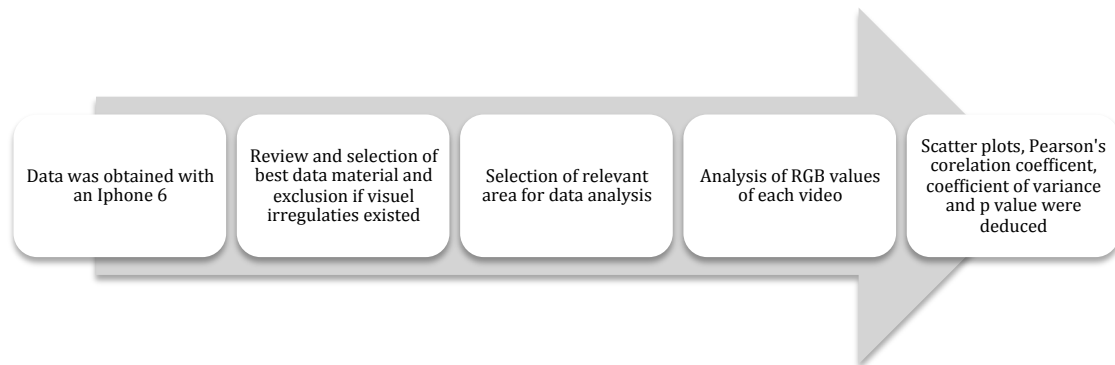 Data was obtained with
an Iphone 6
Review and selection of
best data material and
exclusion if visuel
irregulaties existed
Selection of relevant
area for data analysis
Analysis of RGB values
of each video
Scatter plots, Pearson's
corelation coefficent,
coefficient of variance
and p value were
deduced